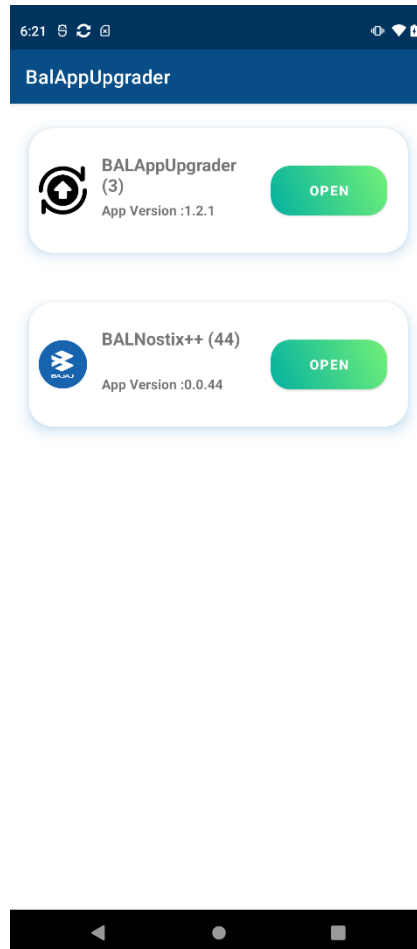 6:21
BalAppUpgrader
BALAppUpgrader
(3)
App Version :1.2.1
OPEN
BALNostix++ (44)
App Version :0.0.44
OPEN
BAJAJ